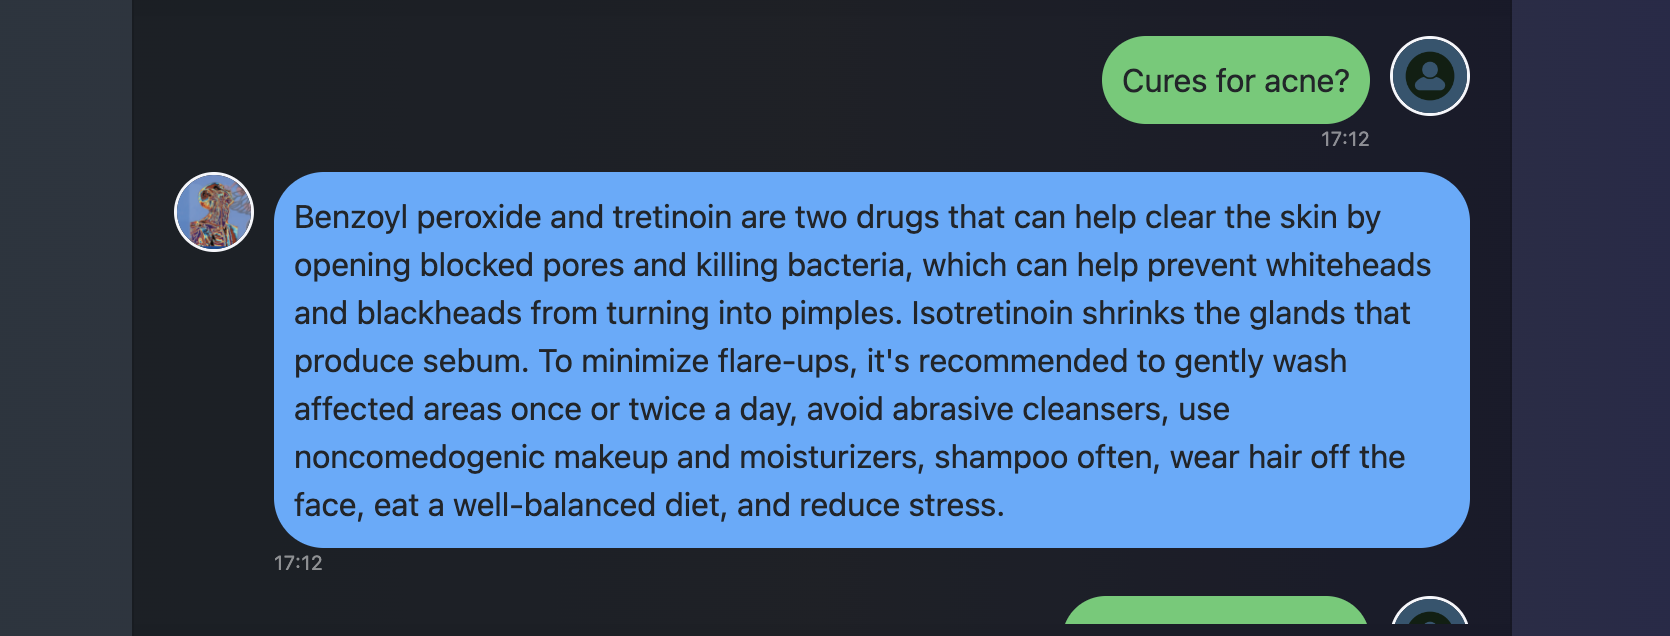 Cures for acne?
17:12
Benzoyl peroxide and tretinoin are two drugs that can help clear the skin by
opening blocked pores and killing bacteria, which can help prevent whiteheads
and blackheads from turning into pimples. Isotretinoin shrinks the glands that
produce sebum. To minimize flare-ups, it's recommended to gently wash
affected areas once or twice a day, avoid abrasive cleansers, use
noncomedogenic makeup and moisturizers, shampoo often, wear hair off the
face, eat a well-balanced diet, and reduce stress.
17:12